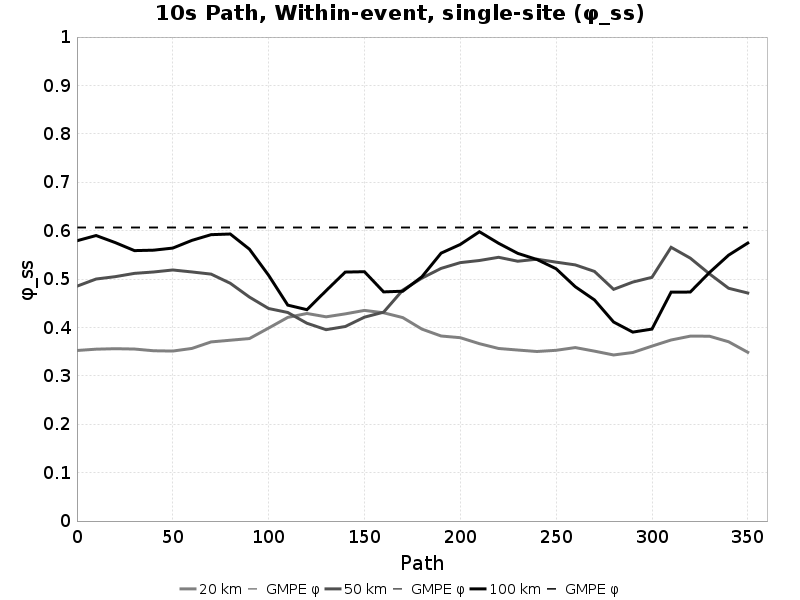 10s Path, Within-event, single-site (φ_ss)
1
0.9
0.8
0.7
0.6
0.5
0.4
0.3
0.2
0.1
0
φ_ss
0 50 100 150 200 250 300 350
Path
20 km GMPE φ 50 km GMPE φ 100 km GMPE φ